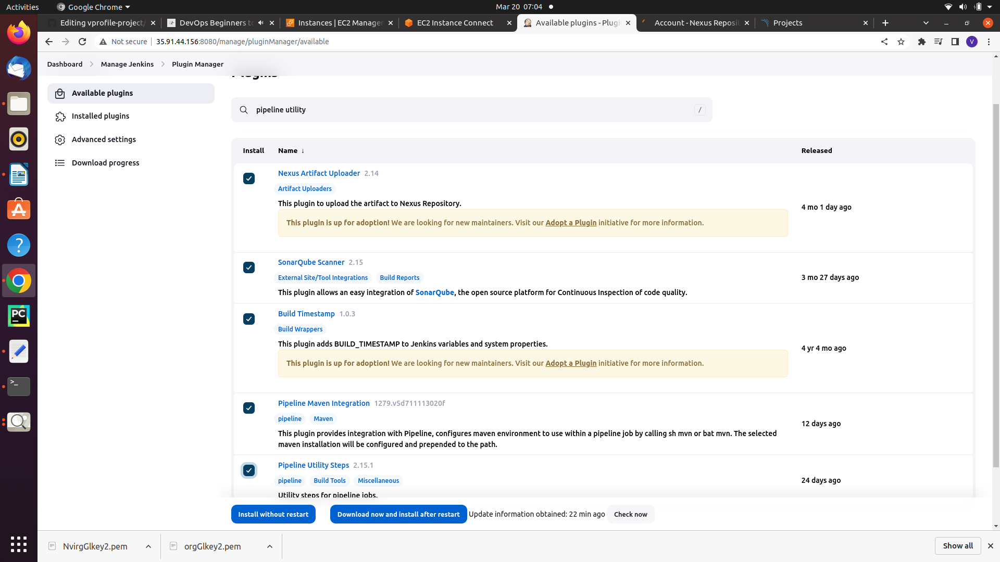 Activities
Google Chrome
Mar 20 07:04
Editing vprofile-project/
DevOps Beginners to
Instances | EC2 Manager
EC2 Instance Connect
Available plugins - Plugi
Account - Nexus Reposit
Projects
Not secure
35.91.44.156:8080/manage/pluginManager/available
V
Dashboard
Manage Jenkins
Plugin Manager
Plugins
Available plugins
Installed plugins
Advanced settings
Download progress
pipeline utility
/
Install
Name ↓
Released
Nexus Artifact Uploader 2.14
Artifact Uploaders
This plugin to upload the artifact to Nexus Repository.
This plugin is up for adoption! We are looking for new maintainers. Visit our Adopt a Plugin initiative for more information.
4 mo 1 day ago
SonarQube Scanner 2.15
External Site/Tool Integrations
Build Reports
This plugin allows an easy integration of SonarQube, the open source platform for Continuous Inspection of code quality.
3 mo 27 days ago
Build Timestamp 1.0.3
Build Wrappers
This plugin adds BUILD_TIMESTAMP to Jenkins variables and system properties.
This plugin is up for adoption! We are looking for new maintainers. Visit our Adopt a Plugin initiative for more information.
4 yr 4 mo ago
Pipeline Maven Integration 1279.v5d711113020f
pipeline
Maven
This plugin provides integration with Pipeline, configures maven environment to use within a pipeline job by calling sh mvn or bat mvn. The selected
maven installation will be configured and prepended to the path.
12 days ago
Pipeline Utility Steps 2.15.1
pipeline
Build Tools
Miscellaneous
Utility steps for pipeline jobs.
24 days ago
Install without restart
Download now and install after restart
Update information obtained: 22 min ago
Check now
NvirgGlkey2.pem
orgGlkey2.pem
Show all
PC
>_
?